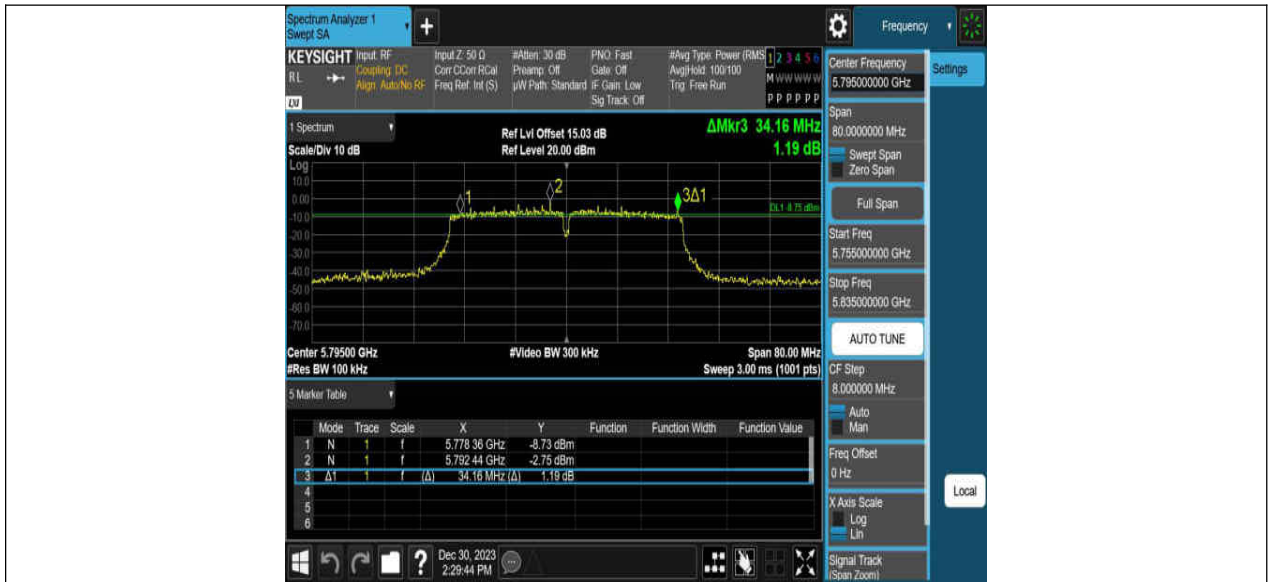 Spectrum Analyzer 1
Swept SA
+
Frequency
KEYSIGHT
RL
LXI
Input: RF
Coupling: DC
Align: Auto/No RF
Input Z: 50 Ω
Corr CCorr RCal
Freq Ref: Int (S)
#Atten: 30 dB
Preamp: Off
µW Path: Standard
PNO: Fast
Gate: Off
IF Gain: Low
Sig Track: Off
#Avg Type: Power (RMS
Avg|Hold: 100/100
Trig: Free Run
1 2 3 4 5 6
M W W W W W
P P P P P P
1 Spectrum
Scale/Div 10 dB
Ref Lvl Offset 15.03 dB
Ref Level 20.00 dBm
ΔMkr3 34.16 MHz
1.19 dB
Log
10.0
0.00
-10.0
-20.0
-30.0
-40.0
-50.0
-60.0
-70.0
1
2
3Δ1
DL1 -8.75 dBm
Center 5.79500 GHz
#Res BW 100 kHz
#Video BW 300 kHz
Span 80.00 MHz
Sweep 3.00 ms (1001 pts)
5 Marker Table
Mode Trace Scale X Y Function Function Width Function Value
1 N 1 f 5.778 36 GHz -8.73 dBm
2 N 1 f 5.792 44 GHz -2.75 dBm
3 Δ1 1 f (Δ) 34.16 MHz (Δ) 1.19 dB
4
5
6
Dec 30, 2023
2:29:44 PM
?
Center Frequency
5.795000000 GHz
Settings
Span
80.0000000 MHz
Swept Span
Zero Span
Full Span
Start Freq
5.755000000 GHz
Stop Freq
5.835000000 GHz
AUTO TUNE
CF Step
8.000000 MHz
Auto
Man
Freq Offset
0 Hz
X Axis Scale
Log
Lin
Signal Track
(Span Zoom)
Local